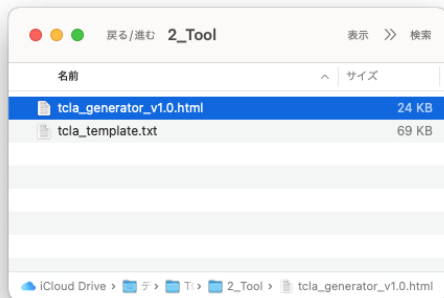 戻る/進む 2_Tool 表示 検索
名前 サイズ
tcla_generator_v1.0.html 24 KB
tcla_template.txt 69 KB
iCloud Drive › デ › T › 2_Tool › tcla_generator_v1.0.html